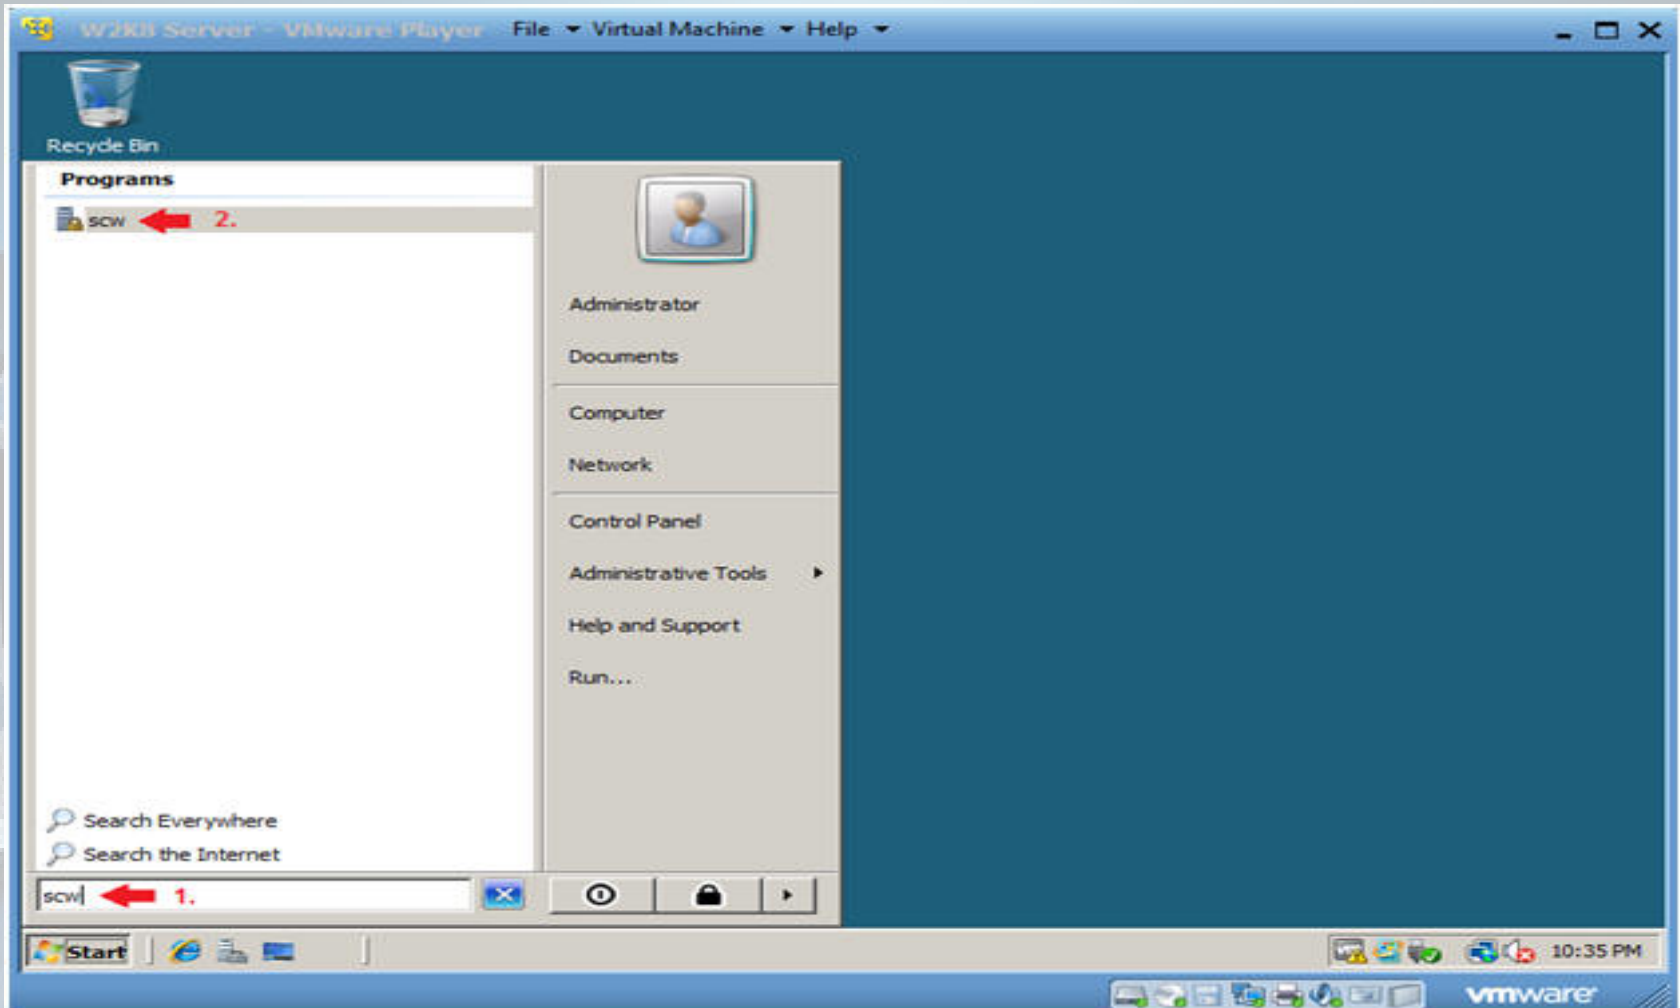 W2K8 Server - VMware Player File Virtual Machine Help
Recycle Bin
Programs
scw 2.
Administrator
Documents
Computer
Network
Control Panel
Administrative Tools
Help and Support
Run...
Search Everywhere
Search the Internet
scw 1.
Start
10:35 PM
vmware